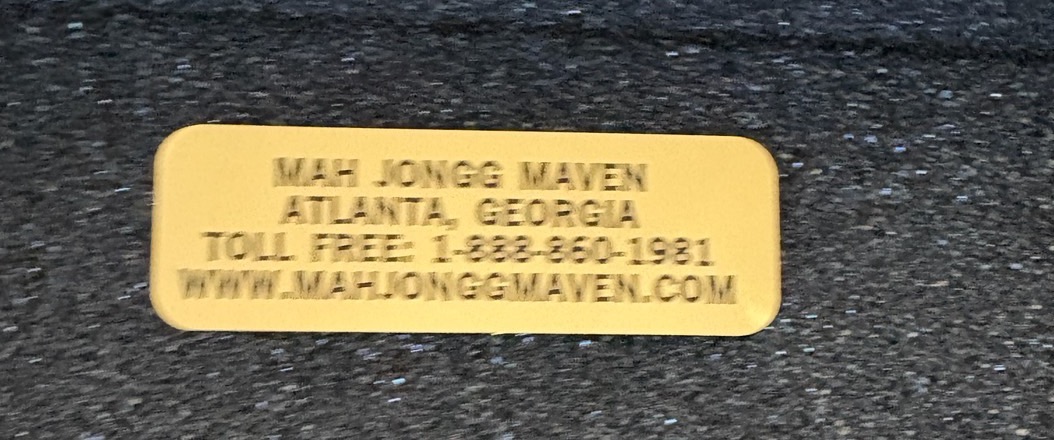 MAH JONGG MAVEN
ATLANTA, GEORGIA
TOLL FREE: 1-888-860-1981
WWW.MAHJONGGMAVEN.COM